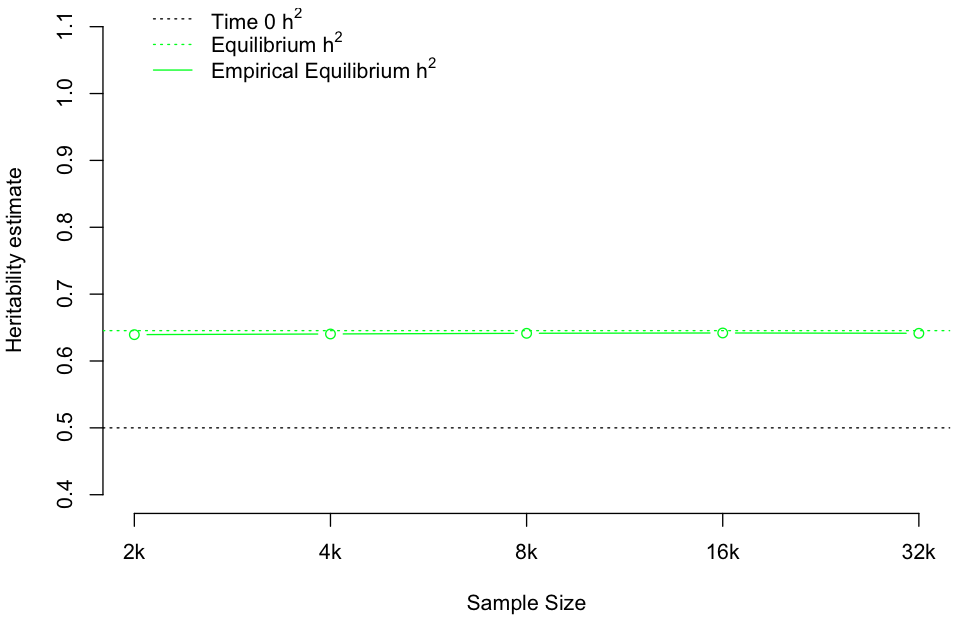 Time 0 h²
Equilibrium h²
Empirical Equilibrium h²
1.1
1.0
0.9
0.8
0.7
0.6
0.5
0.4
Heritability estimate
2k 4k 8k 16k 32k
Sample Size